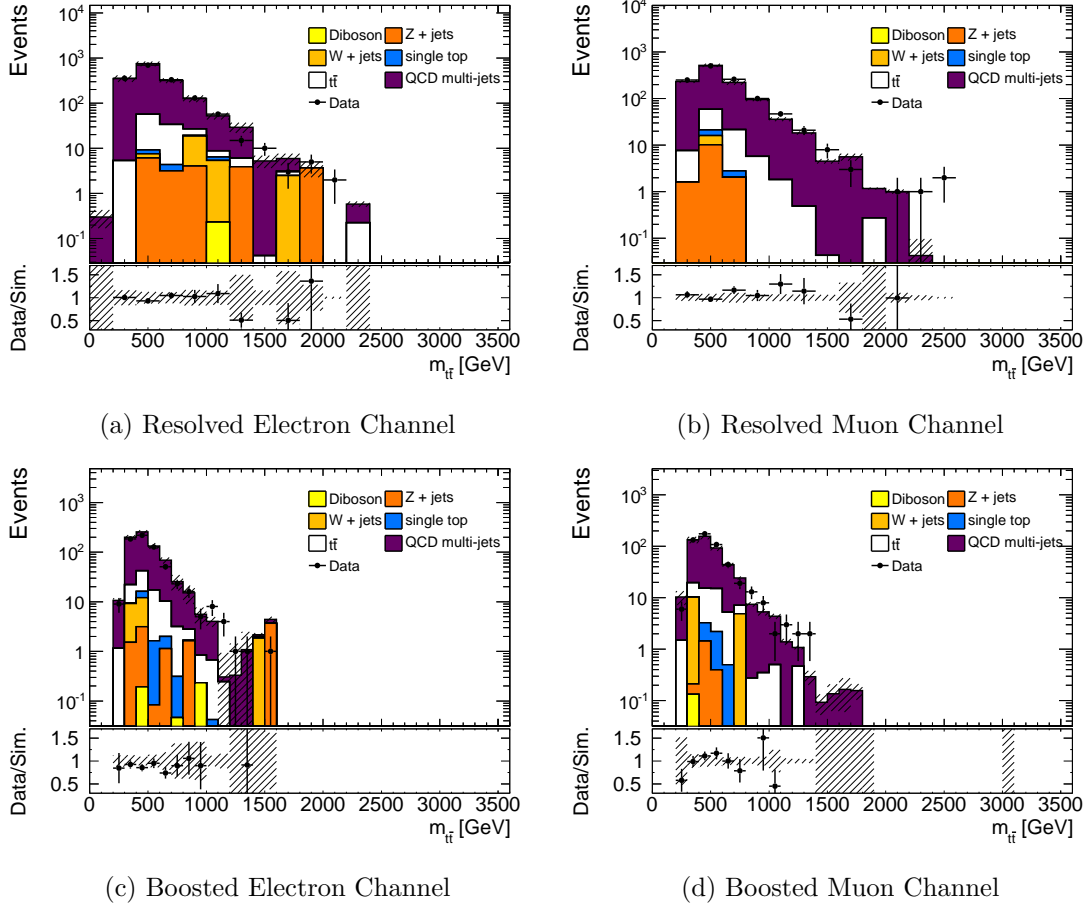 Events
10⁴
10³
10²
10
1
10⁻¹
Diboson
Z + jets
W + jets
single top
tt̄
QCD multi-jets
Data
Data/Sim.
1.5
1
0.5
0 500 1000 1500 2000 2500 3000 3500
m_tt̄ [GeV]
(a) Resolved Electron Channel
Events
10⁴
10³
10²
10
1
10⁻¹
Diboson
Z + jets
W + jets
single top
tt̄
QCD multi-jets
Data
Data/Sim.
1.5
1
0.5
0 500 1000 1500 2000 2500 3000 3500
m_tt̄ [GeV]
(b) Resolved Muon Channel
Events
10³
10²
10
1
10⁻¹
Diboson
Z + jets
W + jets
single top
tt̄
QCD multi-jets
Data
Data/Sim.
1.5
1
0.5
0 500 1000 1500 2000 2500 3000 3500
m_tt̄ [GeV]
(c) Boosted Electron Channel
Events
10³
10²
10
1
10⁻¹
Diboson
Z + jets
W + jets
single top
tt̄
QCD multi-jets
Data
Data/Sim.
1.5
1
0.5
0 500 1000 1500 2000 2500 3000 3500
m_tt̄ [GeV]
(d) Boosted Muon Channel